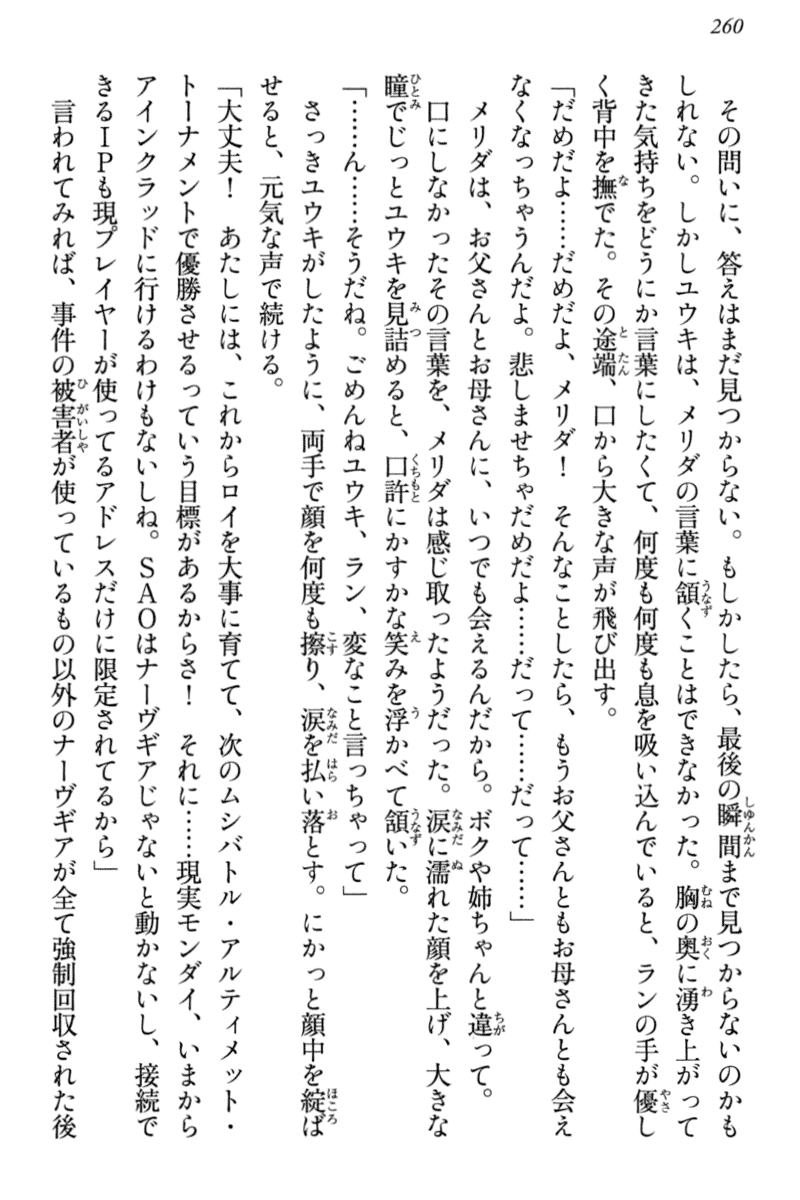 260
その問いに、答えはまだ見つからない。もしかしたら、最後の瞬間まで見つからないのかも
しれない。しかしユウキは、メリダの言葉に頷くことはできなかった。胸の奥に湧き上がって
きた気持ちをどうにか言葉にしたくて、何度も何度も息を吸い込んでいると、ランの手が優し
く背中を撫でた。その途端、口から大きな声が飛び出す。
「だめだよ……だめだよ、メリダ！　そんなことしたら、もうお父さんともお母さんとも会え
なくなっちゃうんだよ。悲しませちゃだめだよ……だって……だって……」
メリダは、お父さんとお母さんに、いつでも会えるんだから。ボクや姉ちゃんと違って。
口にしなかったその言葉を、メリダは感じ取ったようだった。涙に濡れた顔を上げ、大きな
瞳でじっとユウキを見詰めると、口許にかすかな笑みを浮かべて頷いた。
「……ん……そうだね。ごめんねユウキ、ラン、変なこと言っちゃって」
さっきユウキがしたように、両手で顔を何度も擦り、涙を払い落とす。にかっと顔中を綻ば
せると、元気な声で続ける。
「大丈夫！　あたしには、これからロイを大事に育てて、次のムシバトル・アルティメット・
トーナメントで優勝させるっていう目標があるからさ！　それに……現実モンダイ、いまから
アインクラッドに行けるわけもないしね。ＳＡＯはナーヴギアじゃないと動かないし、接続で
きるＩＰも現プレイヤーが使ってるアドレスだけに限定されてるから」
言われてみれば、事件の被害者が使っているもの以外のナーヴギアが全て強制回収された後